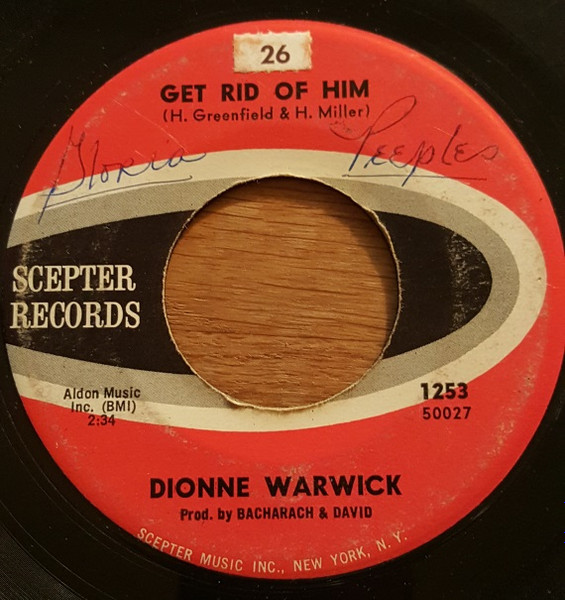 26
GET RID OF HIM
(H. Greenfield & H. Miller)
Gloria Peeples
SCEPTER
RECORDS
Aldon Music
Inc. (BMI)
2:34
1253
50027
DIONNE WARWICK
Prod. by BACHARACH & DAVID
SCEPTER MUSIC INC., NEW YORK, N. Y.